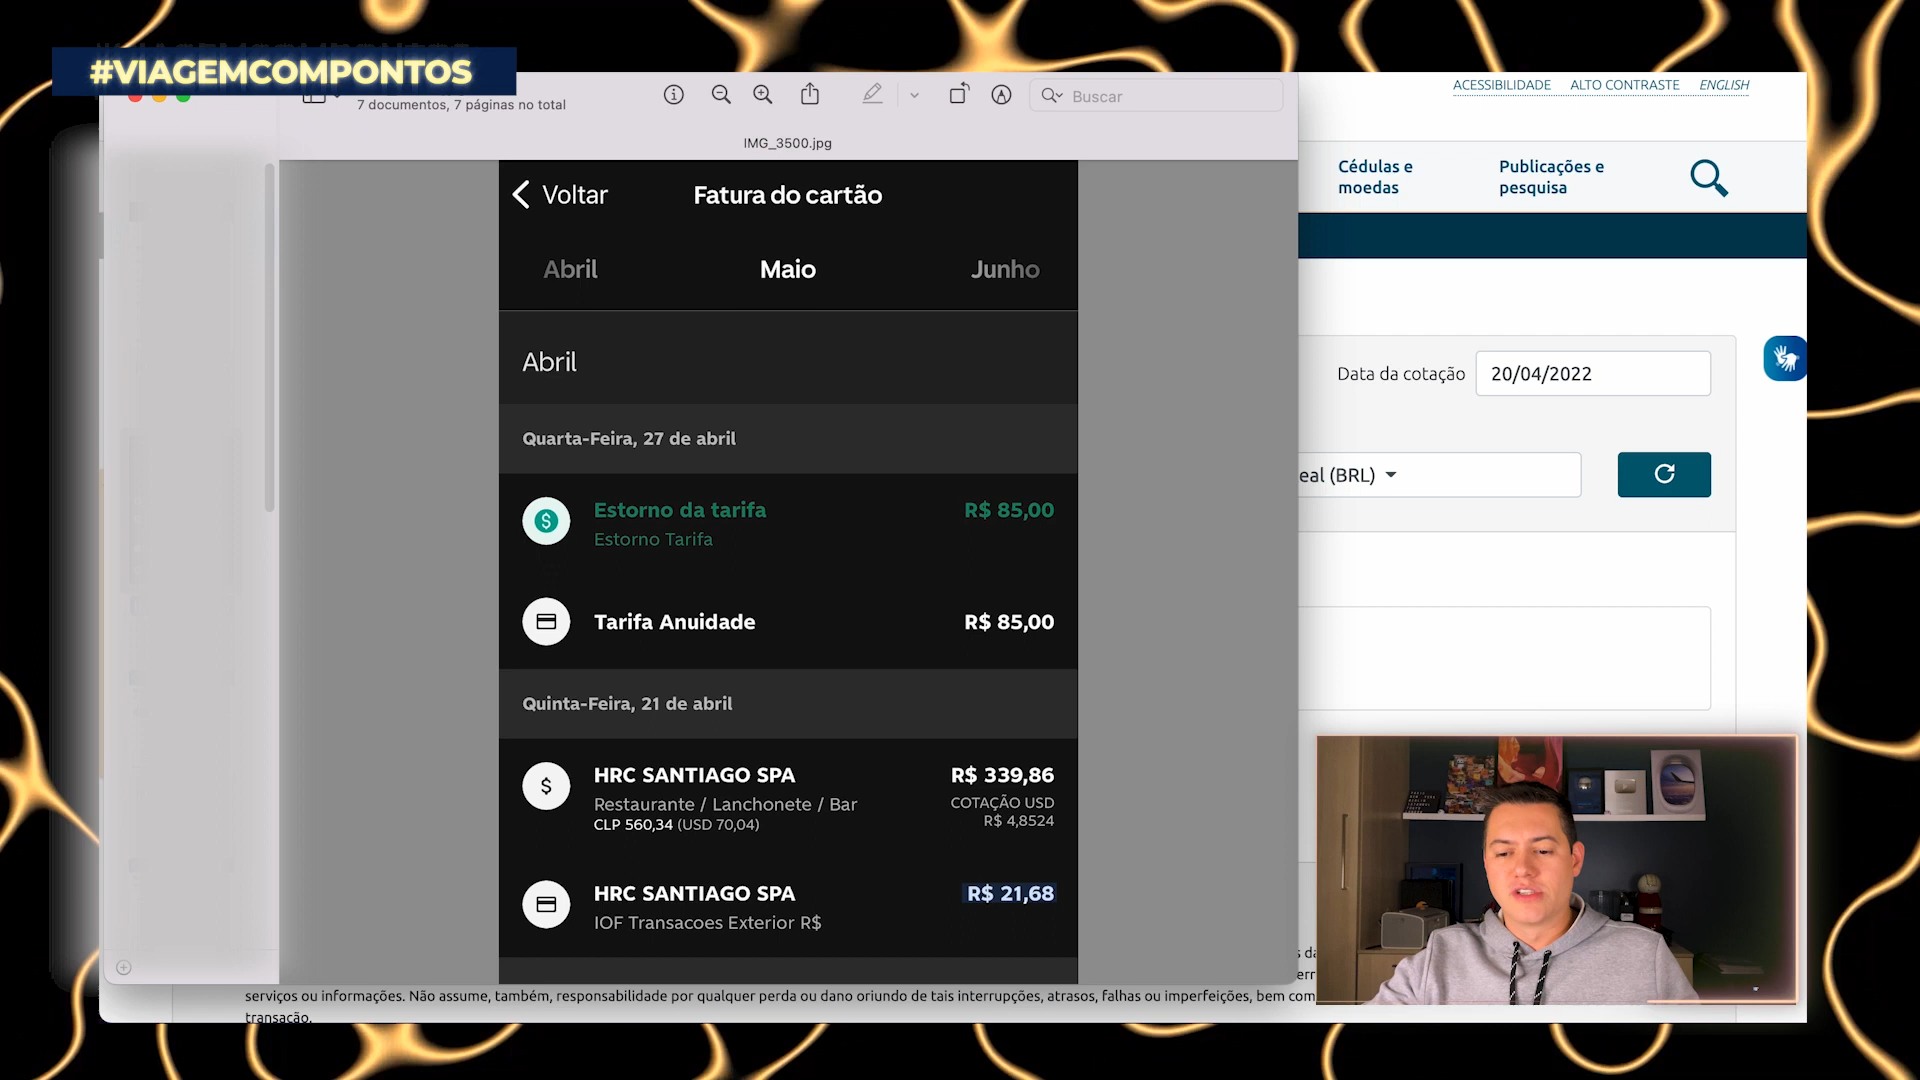 #VIAGEMCOMPONTOS
7 documentos, 7 páginas no total
Buscar
IMG_3500.jpg
ACESSIBILIDADE
ALTO CONTRASTE
ENGLISH
Cédulas e
moedas
Publicações e
pesquisa
Voltar
Fatura do cartão
Abril
Maio
Junho
Abril
Quarta-Feira, 27 de abril
Estorno da tarifa
R$ 85,00
Estorno Tarifa
Tarifa Anuidade
R$ 85,00
Quinta-Feira, 21 de abril
HRC SANTIAGO SPA
R$ 339,86
Restaurante / Lanchonete / Bar
COTAÇÃO USD
CLP 560,34 (USD 70,04)
R$ 4,8524
HRC SANTIAGO SPA
R$ 21,68
IOF Transacoes Exterior R$
Data da cotação
20/04/2022
eal (BRL)
serviços ou informações. Não assume, também, responsabilidade por qualquer perda ou dano oriundo de tais interrupções, atrasos, falhas ou imperfeições, bem com
transação.